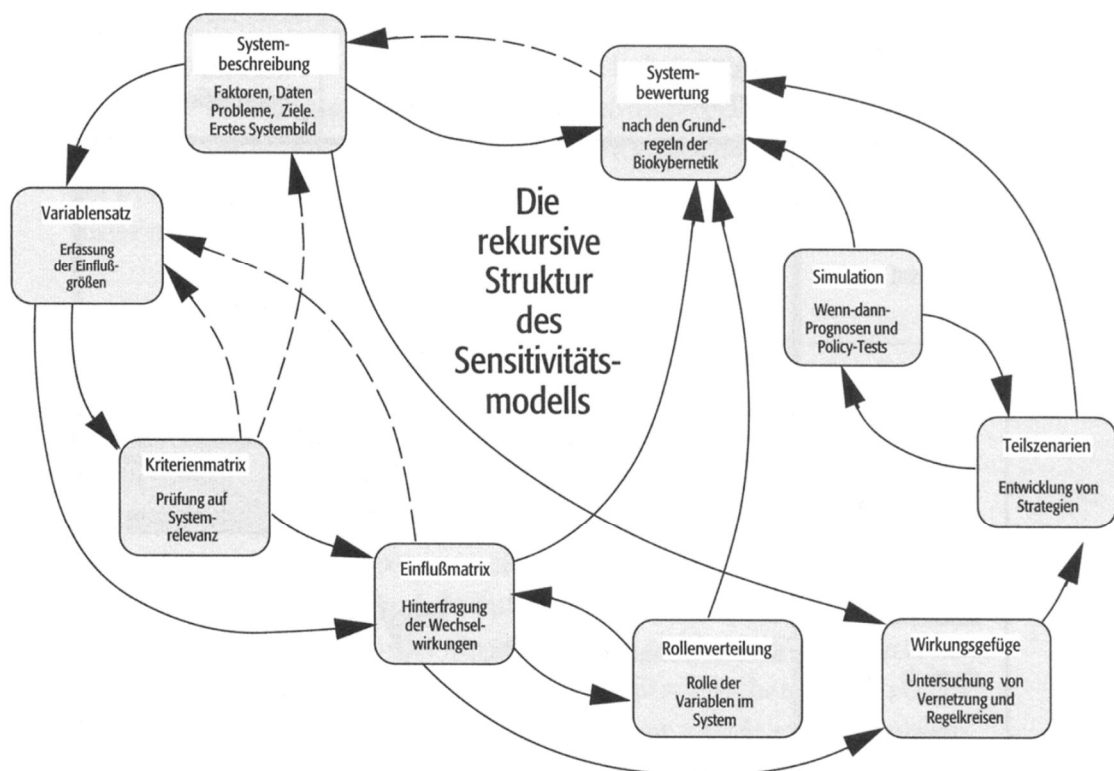 System-
beschreibung
Faktoren, Daten
Probleme, Ziele.
Erstes Systembild
System-
bewertung
nach den Grund-
regeln der
Biokybernetik
Variablensatz
Erfassung
der Einfluß-
größen
Die
rekursive
Struktur
des
Sensitivitäts-
modells
Simulation
Wenn-dann-
Prognosen und
Policy-Tests
Kriterienmatrix
Prüfung auf
System-
relevanz
Teilszenarien
Entwicklung von
Strategien
Einflußmatrix
Hinterfragung
der Wechsel-
wirkungen
Rollenverteilung
Rolle der
Variablen im
System
Wirkungsgefüge
Untersuchung von
Vernetzung und
Regelkreisen